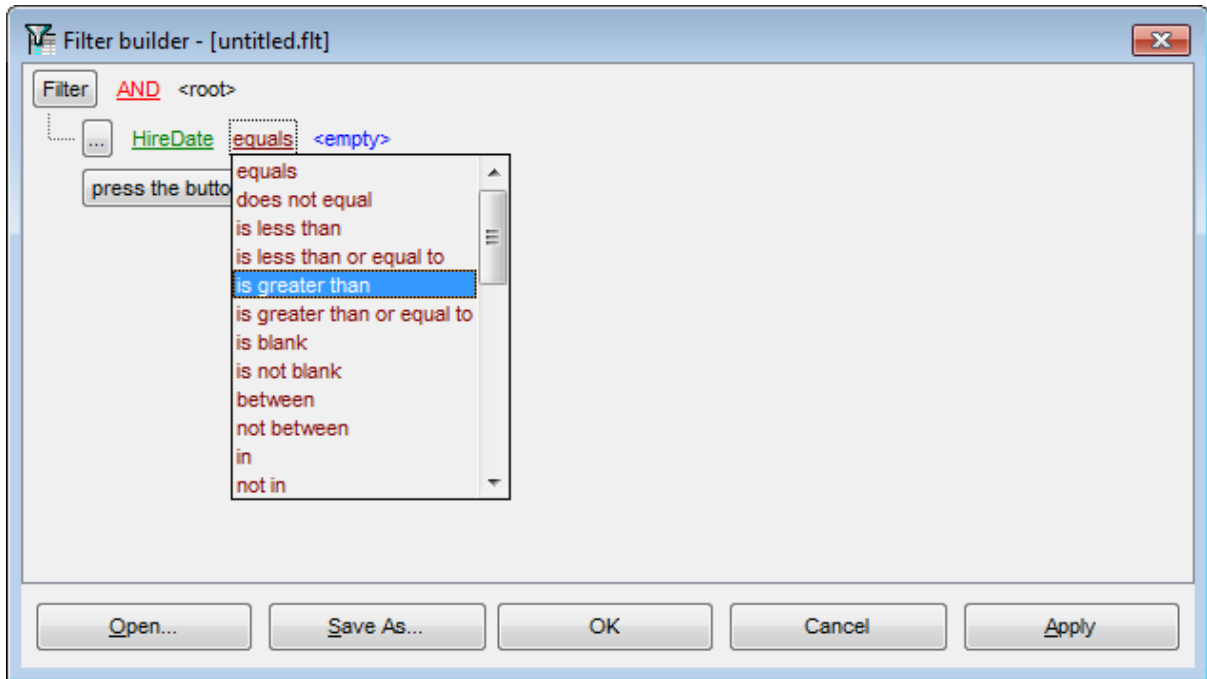 Filter builder - [untitled.flt]
Filter AND <root>
... HireDate equals <empty>
press the butto
equals
does not equal
is less than
is less than or equal to
is greater than
is greater than or equal to
is blank
is not blank
between
not between
in
not in
Open... Save As... OK Cancel Apply